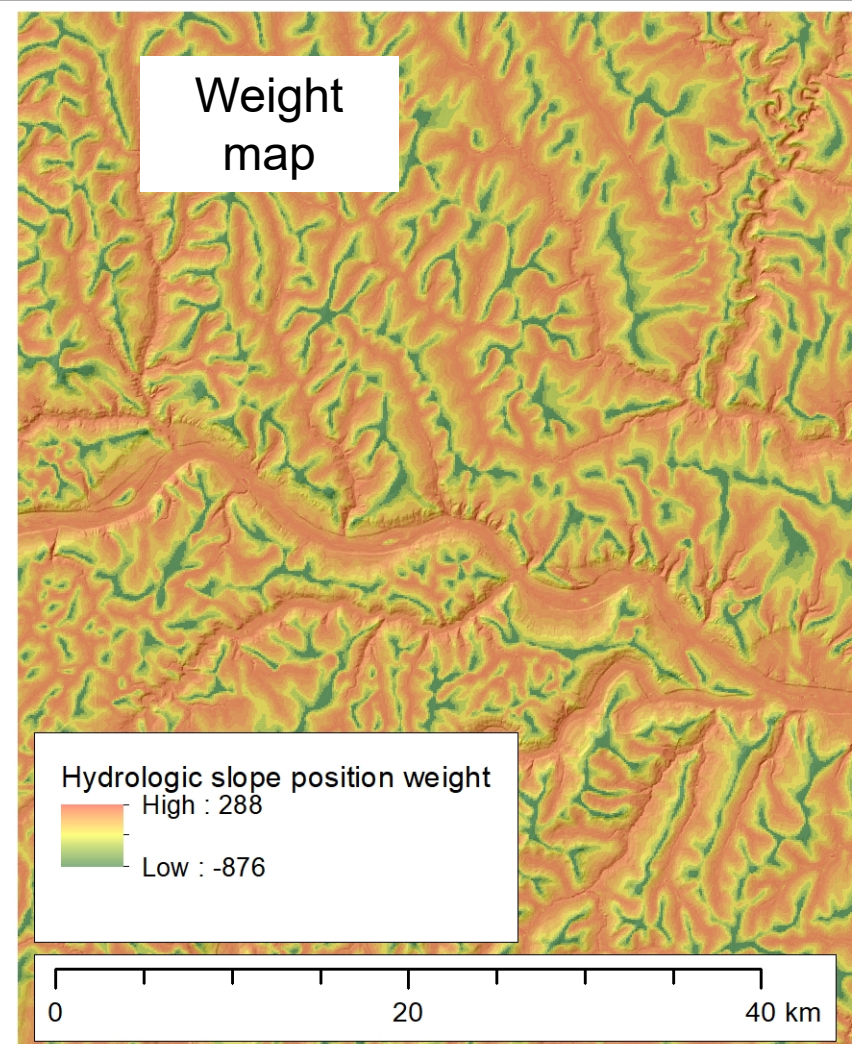 Weight
map
Hydrologic slope position weight
High : 288
Low : -876
0 20 40 km